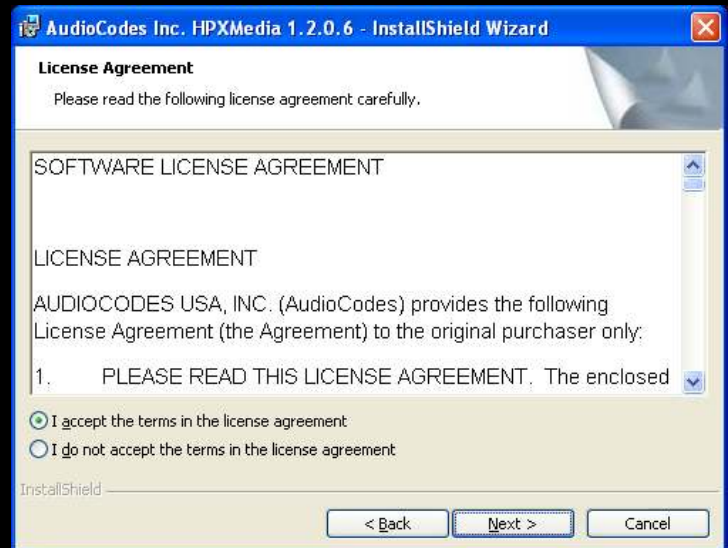 AudioCodes Inc. HPXMedia 1.2.0.6 - InstallShield Wizard
License Agreement
Please read the following license agreement carefully.
SOFTWARE LICENSE AGREEMENT
LICENSE AGREEMENT
AUDIOCODES USA, INC. (AudioCodes) provides the following
License Agreement (the Agreement) to the original purchaser only:
1. PLEASE READ THIS LICENSE AGREEMENT. The enclosed
I accept the terms in the license agreement
I do not accept the terms in the license agreement
InstallShield
< Back Next > Cancel